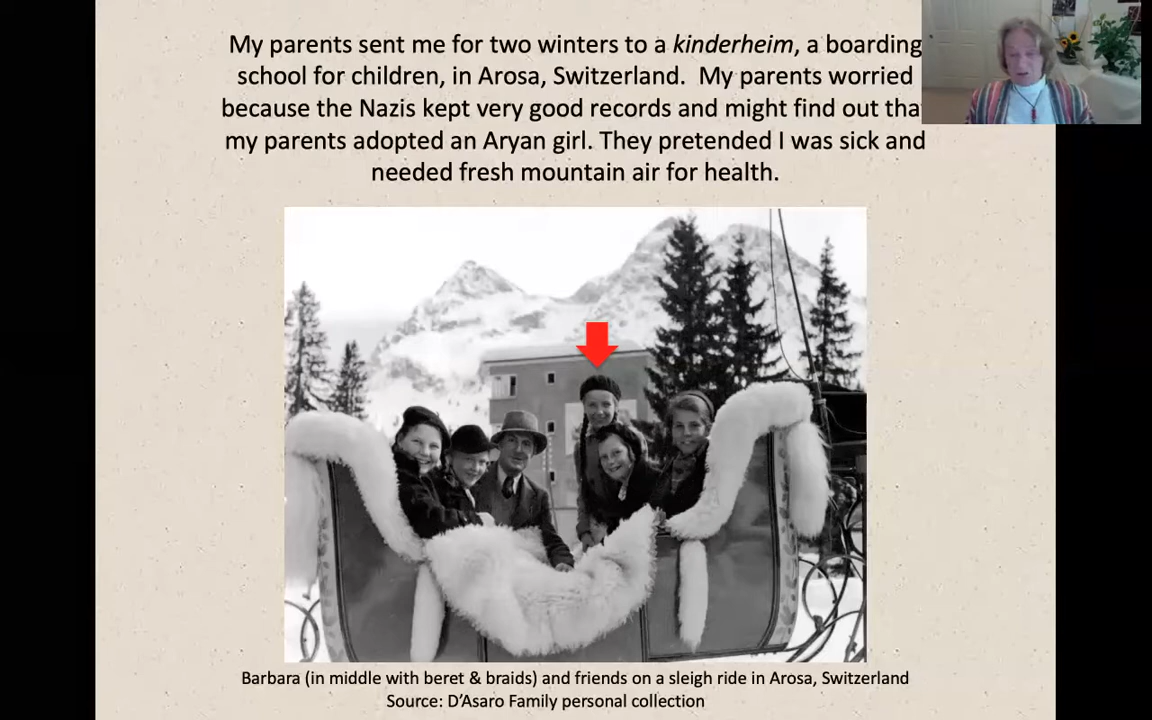 My parents sent me for two winters to a kinderheim, a boarding
school for children, in Arosa, Switzerland. My parents worried
because the Nazis kept very good records and might find out tha
my parents adopted an Aryan girl. They pretended I was sick and
needed fresh mountain air for health.
Barbara (in middle with beret & braids) and friends on a sleigh ride in Arosa, Switzerland
Source: D’Asaro Family personal collection